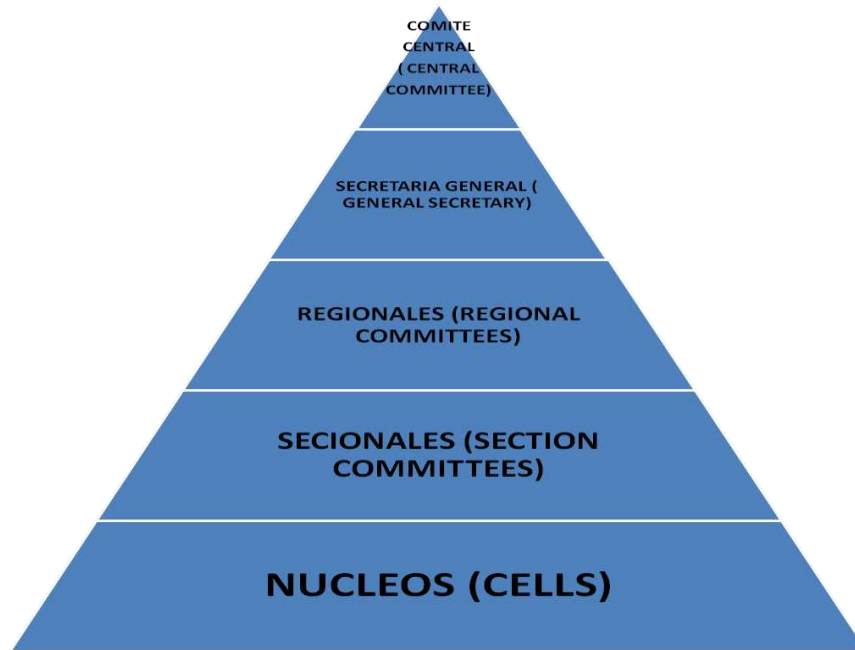 COMITE
CENTRAL
( CENTRAL
COMMITTEE)
SECRETARIA GENERAL (
GENERAL SECRETARY)
REGIONALES (REGIONAL
COMMITTEES)
SECIONALES (SECTION
COMMITTEES)
NUCLEOS (CELLS)